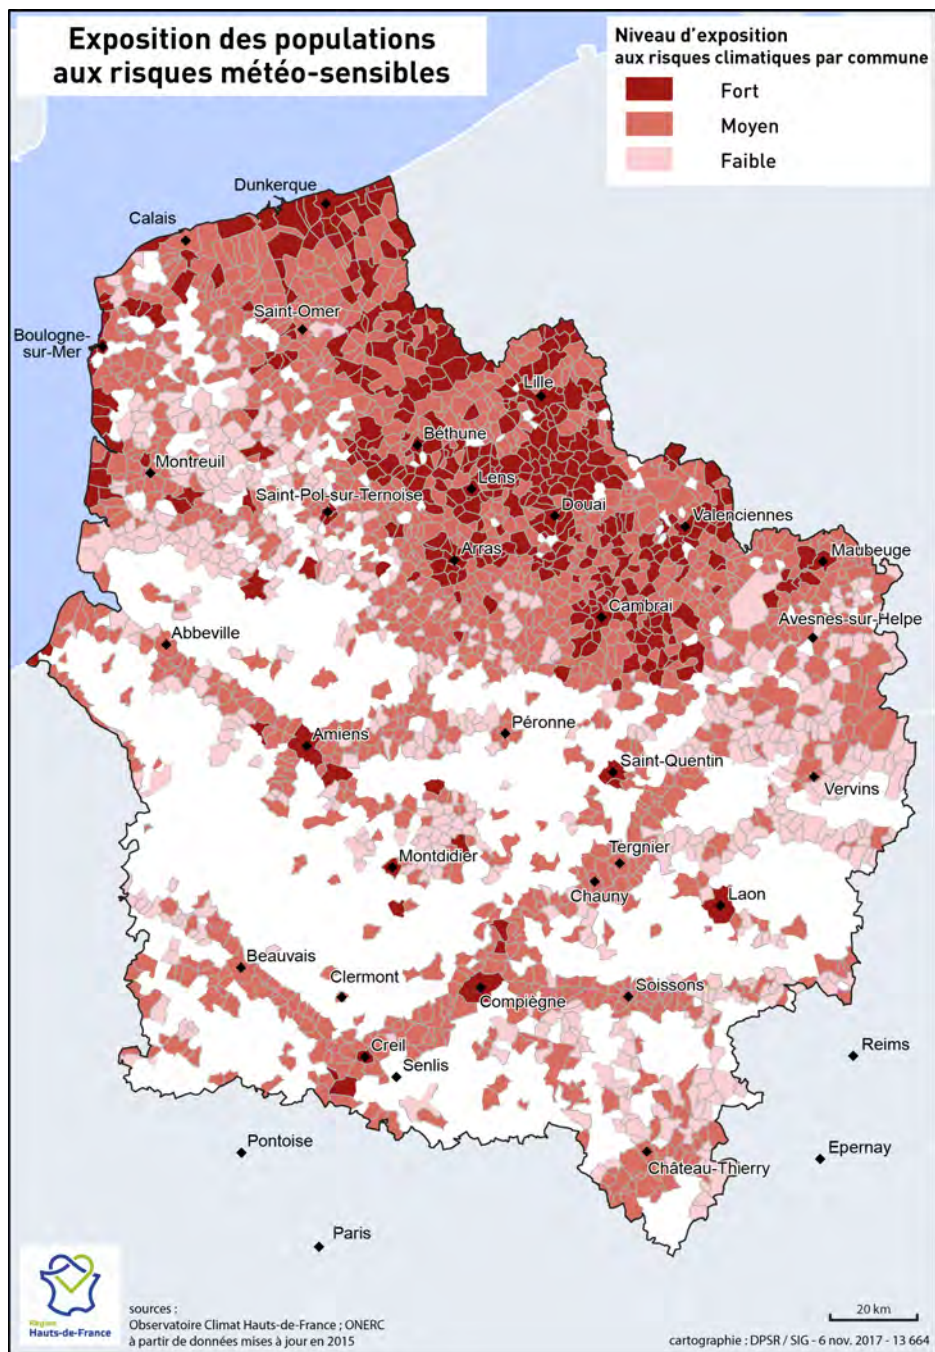 Exposition des populations
aux risques météo-sensibles
Niveau d'exposition
aux risques climatiques par commune
Fort
Moyen
Faible
Dunkerque
Calais
Saint-Omer
Boulogne-
sur-Mer
Lille
Béthune
Montreuil
Lens
Saint-Pol-sur-Ternoise
Douai
Valenciennes
Arras
Maubeuge
Cambrai
Avesnes-sur-Helpe
Abbeville
Péronne
Amiens
Saint-Quentin
Vervins
Tergnier
Montdidier
Chauny
Laon
Beauvais
Clermont
Soissons
Compiègne
Creil
Senlis
Reims
Pontoise
Château-Thierry
Epernay
Paris
Région
Hauts-de-France
sources :
Observatoire Climat Hauts-de-France ; ONERC
à partir de données mises à jour en 2015
20 km
cartographie : DPSR / SIG - 6 nov. 2017 - 13 664